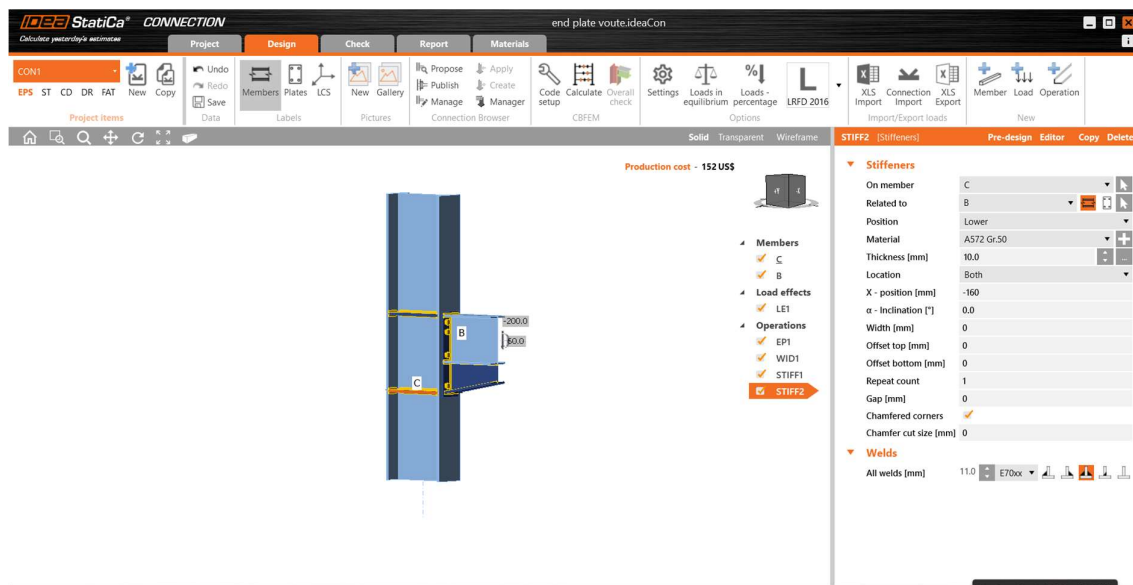 IDEA StatiCa® CONNECTION
end plate voute.ideaCon
Calculate yesterday's estimates
Project Design Check Report Materials
CON1
EPS ST CD DR FAT
New Copy
Project items
Undo
Redo
Save
Data
Members Plates LCS
Labels
New Gallery
Pictures
Propose Apply
Publish Create
Manage Manager
Connection Browser
Code setup Calculate Overall check
CBFEM
Settings Loads in equilibrium Loads - percentage LRFD 2016
Options
XLS Import Connection Import XLS Export
Import/Export loads
Member Load Operation
New
Solid Transparent Wireframe
STIFF2 [Stiffeners] Pre-design Editor Copy Delete
Production cost - 152 US$
Members
C
B
Load effects
LE1
Operations
EP1
WID1
STIFF1
STIFF2
-200.0
B
60.0
C
Stiffeners
On member C
Related to B
Position Lower
Material A572 Gr.50
Thickness [mm] 10.0
Location Both
X - position [mm] -160
α - Inclination [°] 0.0
Width [mm] 0
Offset top [mm] 0
Offset bottom [mm] 0
Repeat count 1
Gap [mm] 0
Chamfered corners
Chamfer cut size [mm] 0
Welds
All welds [mm] 11.0 E70xx